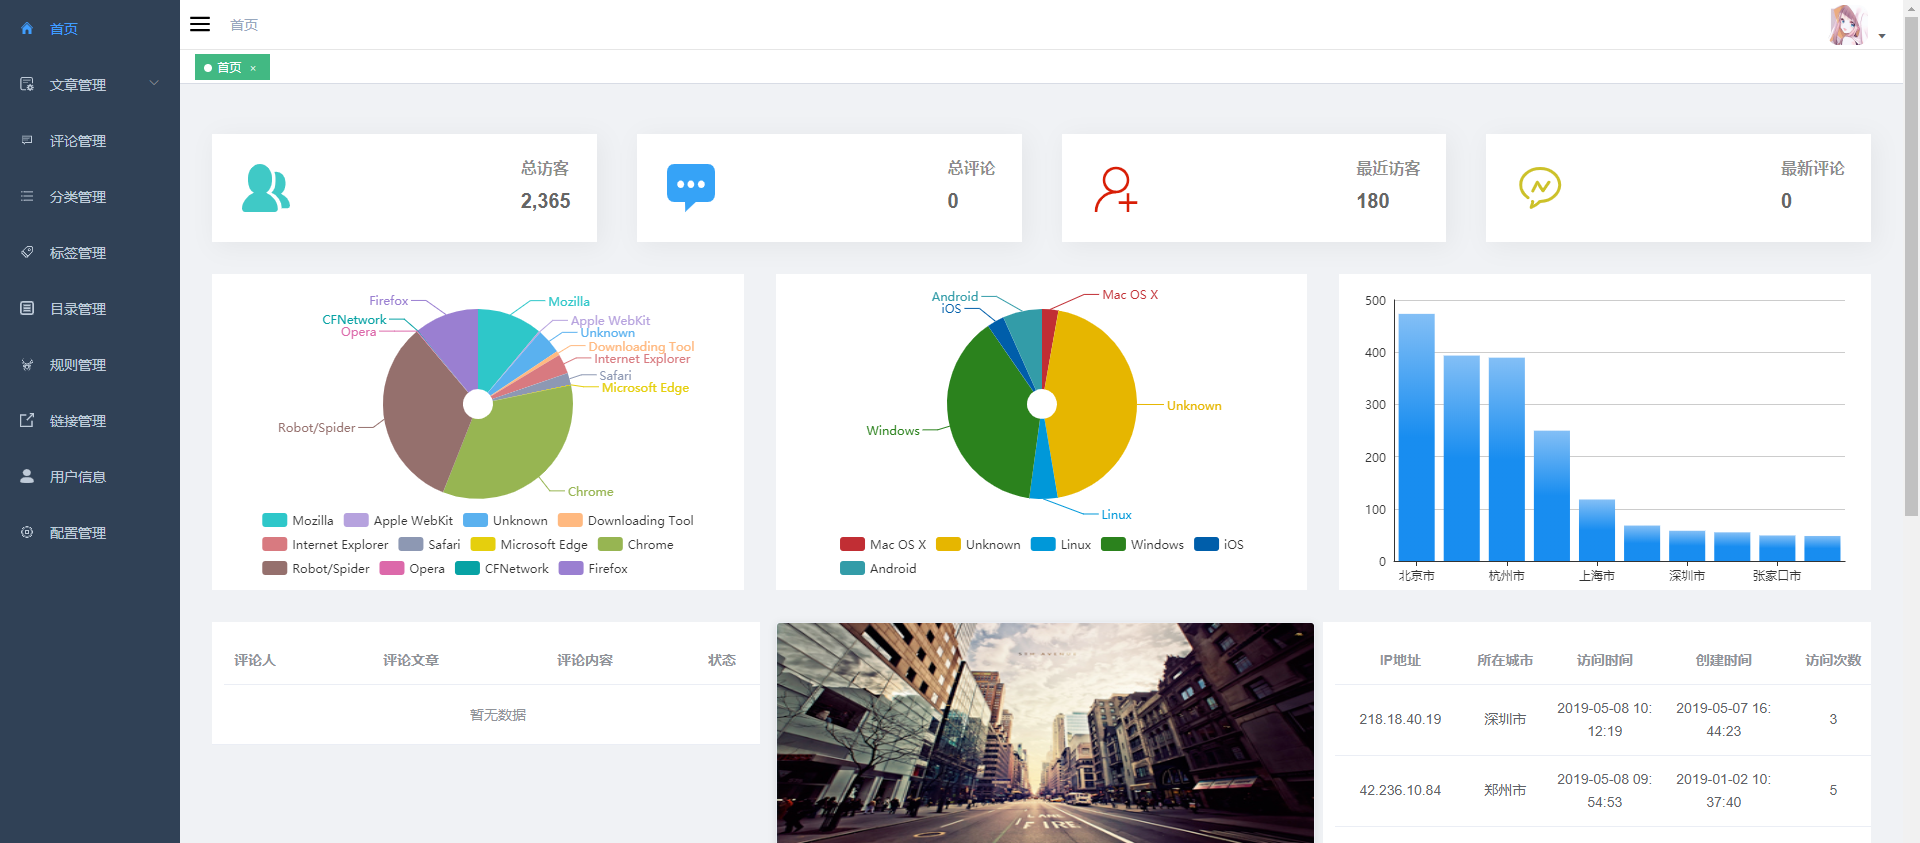 首页
文章管理
评论管理
分类管理
标签管理
目录管理
规则管理
链接管理
用户信息
配置管理
首页
首页 ×
总访客
2,365
总评论
0
最近访客
180
最新评论
0
Firefox
Mozilla
CFNetwork
Apple WebKit
Opera
Unknown
Downloading Tool
Internet Explorer
Safari
Microsoft Edge
Robot/Spider
Chrome
Mozilla Apple WebKit Unknown Downloading Tool
Internet Explorer Safari Microsoft Edge Chrome
Robot/Spider Opera CFNetwork Firefox
Android
Mac OS X
iOS
Unknown
Windows
Linux
Mac OS X Unknown Linux Windows iOS
Android
500
400
300
200
100
0
北京市 杭州市 上海市 深圳市 张家口市
评论人 评论文章 评论内容 状态
暂无数据
LANE
FIRE
IP地址 所在城市 访问时间 创建时间 访问次数
218.18.40.19 深圳市 2019-05-08 10:12:19 2019-05-07 16:44:23 3
42.236.10.84 郑州市 2019-05-08 09:54:53 2019-01-02 10:37:40 5